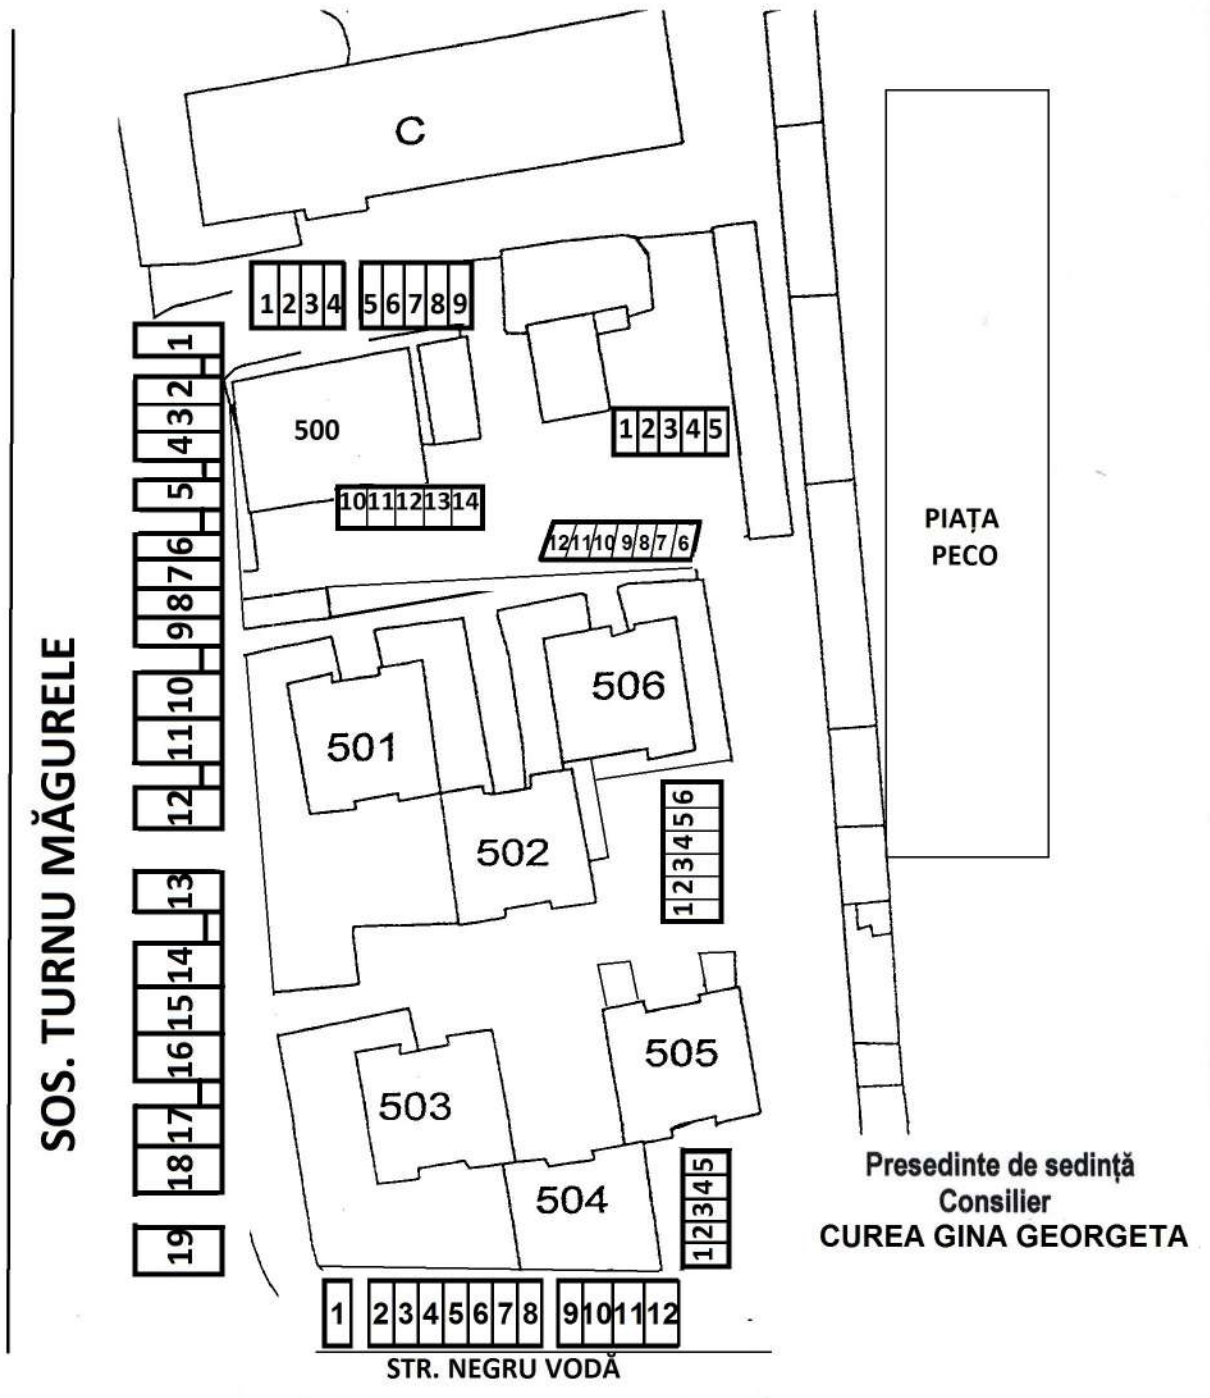 C
1 2 3 4 5 6 7 8 9
1
2
3
4
5
6
7
8
9
10
11
12
13
14
15
16
17
18
19
SOS. TURNU MĂGURELE
500
10 11 12 13 14
1 2 3 4 5
12 11 10 9 8 7 6
PIAȚA
PECO
506
501
502
6
5
4
3
2
1
505
503
504
5
4
3
2
1
Presedinte de sedință
Consilier
CUREA GINA GEORGETA
1 2 3 4 5 6 7 8 9 10 11 12
STR. NEGRU VODĂ